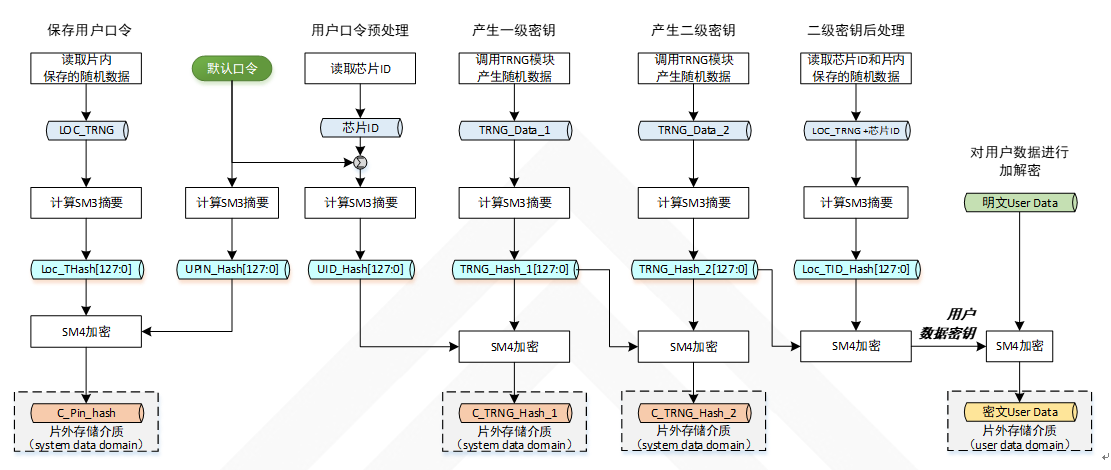 保存用户口令
用户口令预处理
产生一级密钥
产生二级密钥
二级密钥后处理
读取片内
保存的随机数据
默认口令
读取芯片ID
调用TRNG模块
产生随机数据
调用TRNG模块
产生随机数据
读取芯片ID和片内
保存的随机数据
LOC_TRNG
芯片ID
TRNG_Data_1
TRNG_Data_2
LOC_TRNG +芯片ID
对用户数据进行
加解密
计算SM3摘要
计算SM3摘要
计算SM3摘要
计算SM3摘要
计算SM3摘要
计算SM3摘要
明文User Data
Loc_THash[127:0]
UPIN_Hash[127:0]
UID_Hash[127:0]
TRNG_Hash_1[127:0]
TRNG_Hash_2[127:0]
Loc_TID_Hash[127:0]
用户
数据密钥
SM4加密
SM4加密
SM4加密
SM4加密
SM4加密
C_Pin_hash
C_TRNG_Hash_1
C_TRNG_Hash_2
密文User Data
片外存储介质
(system data domain)
片外存储介质
(system data domain)
片外存储介质
(system data domain)
片外存储介质
(user data domain)